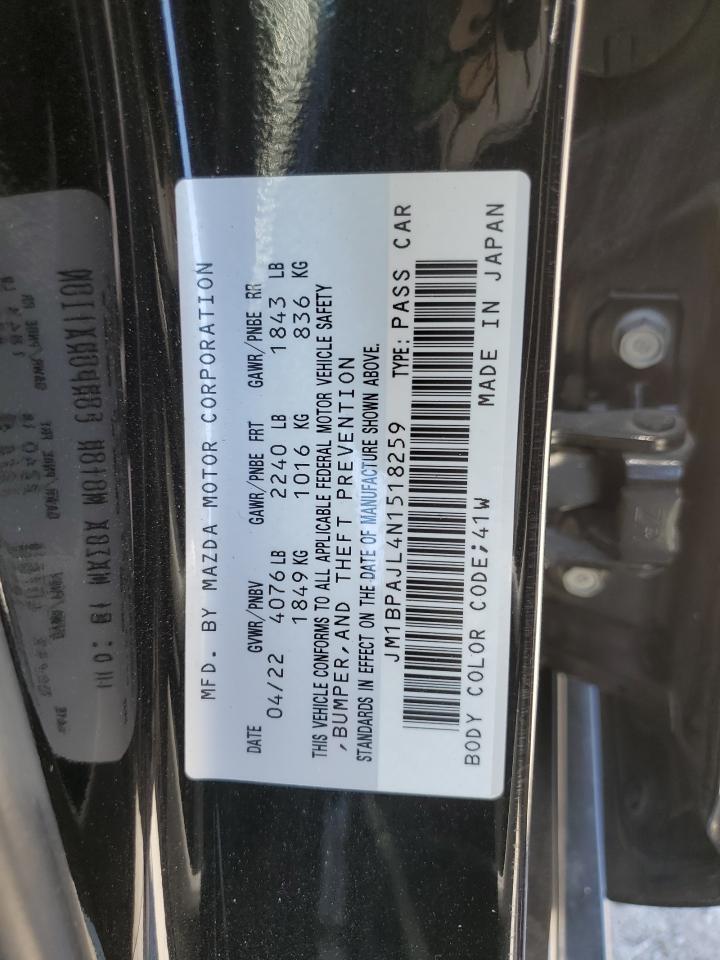 MFD. BY MAZDA MOTOR CORPORATION
DATE GVWR/PNBV GAWR/PNBE FRT GAWR/PNBE RR
04/22 4076 LB 2240 LB 1843 LB
1849 KG 1016 KG 836 KG
THIS VEHICLE CONFORMS TO ALL APPLICABLE FEDERAL MOTOR VEHICLE SAFETY
,BUMPER,AND THEFT PREVENTION
STANDARDS IN EFFECT ON THE DATE OF MANUFACTURE SHOWN ABOVE.
JM1BPAJL4N1518259 TYPE: PASS CAR
BODY COLOR CODE;41W MADE IN JAPAN